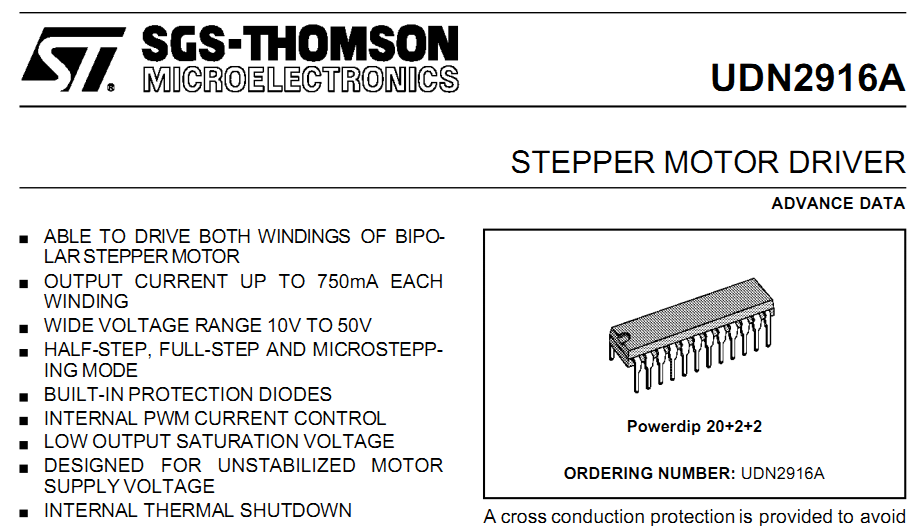 ST SGS-THOMSON
MICROELECTRONICS
UDN2916A
STEPPER MOTOR DRIVER
ADVANCE DATA
■ ABLE TO DRIVE BOTH WINDINGS OF BIPO-
LAR STEPPER MOTOR
■ OUTPUT CURRENT UP TO 750mA EACH
WINDING
■ WIDE VOLTAGE RANGE 10V TO 50V
■ HALF-STEP, FULL-STEP AND MICROSTEPP-
ING MODE
■ BUILT-IN PROTECTION DIODES
■ INTERNAL PWM CURRENT CONTROL
■ LOW OUTPUT SATURATION VOLTAGE
■ DESIGNED FOR UNSTABILIZED MOTOR
SUPPLY VOLTAGE
■ INTERNAL THERMAL SHUTDOWN
Powerdip 20+2+2
ORDERING NUMBER: UDN2916A
A cross conduction protection is provided to avoid